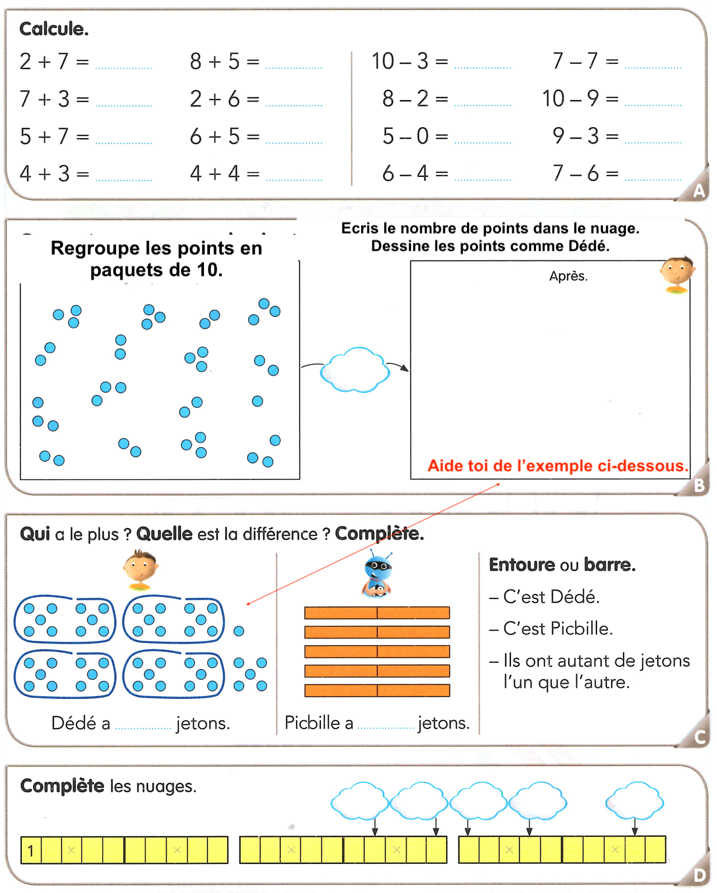 Calcule.
2 + 7 = ............
8 + 5 = ............
10 – 3 = ............
7 – 7 = ............
7 + 3 = ............
2 + 6 = ............
8 – 2 = ............
10 – 9 = ............
5 + 7 = ............
6 + 5 = ............
5 – 0 = ............
9 – 3 = ............
4 + 3 = ............
4 + 4 = ............
6 – 4 = ............
7 – 6 = ............
A
Regroupe les points en
paquets de 10.
Ecris le nombre de points dans le nuage.
Dessine les points comme Dédé.
Après.
Aide toi de l'exemple ci-dessous.
B
Qui a le plus ? Quelle est la différence ? Complète.
Dédé a ............ jetons.
Picbille a ............ jetons.
Entoure ou barre.
– C'est Dédé.
– C'est Picbille.
– Ils ont autant de jetons
l'un que l'autre.
C
Complète les nuages.
1
D